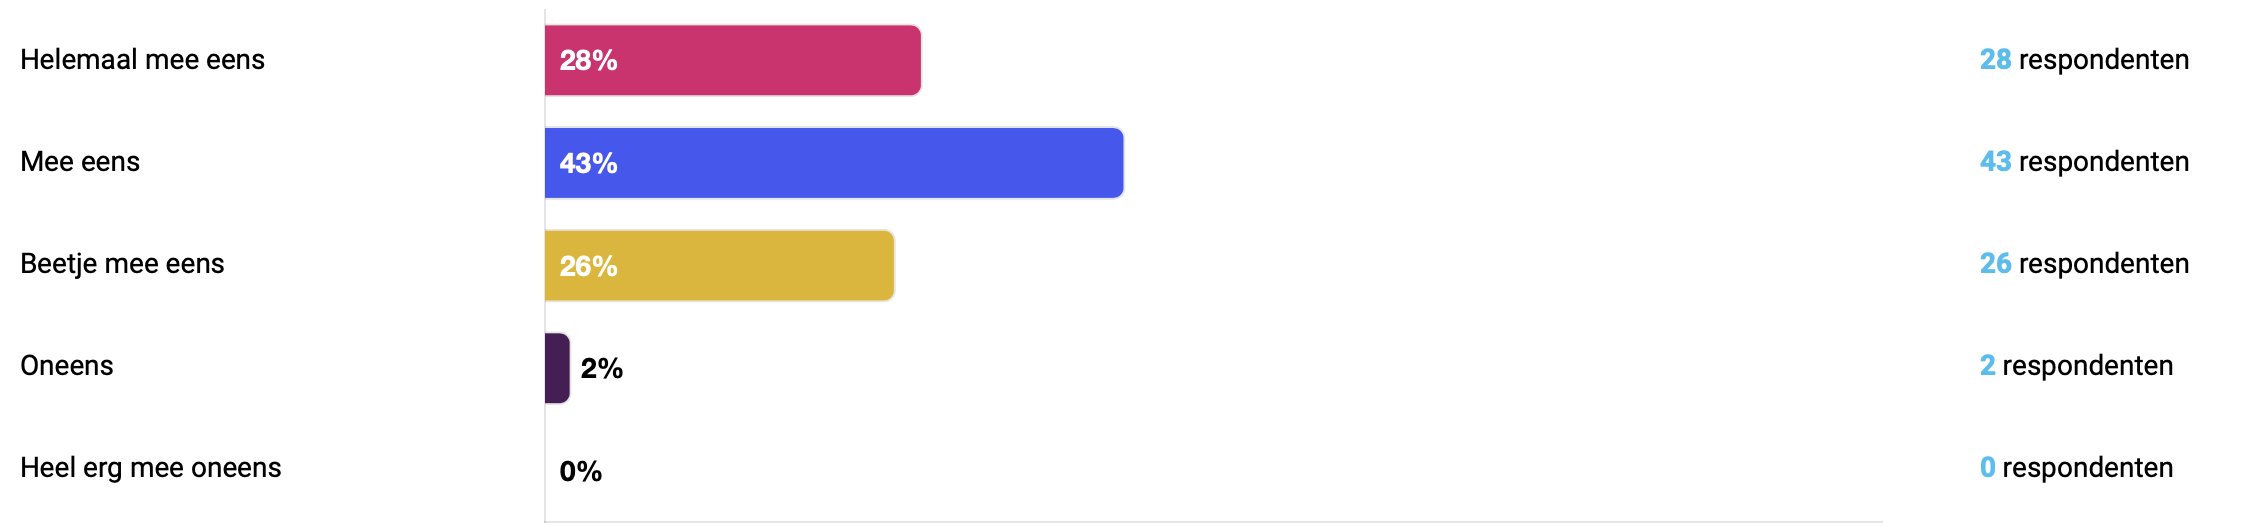 Helemaal mee eens 28% 28 respondenten
Mee eens 43% 43 respondenten
Beetje mee eens 26% 26 respondenten
Oneens 2% 2 respondenten
Heel erg mee oneens 0% 0 respondenten